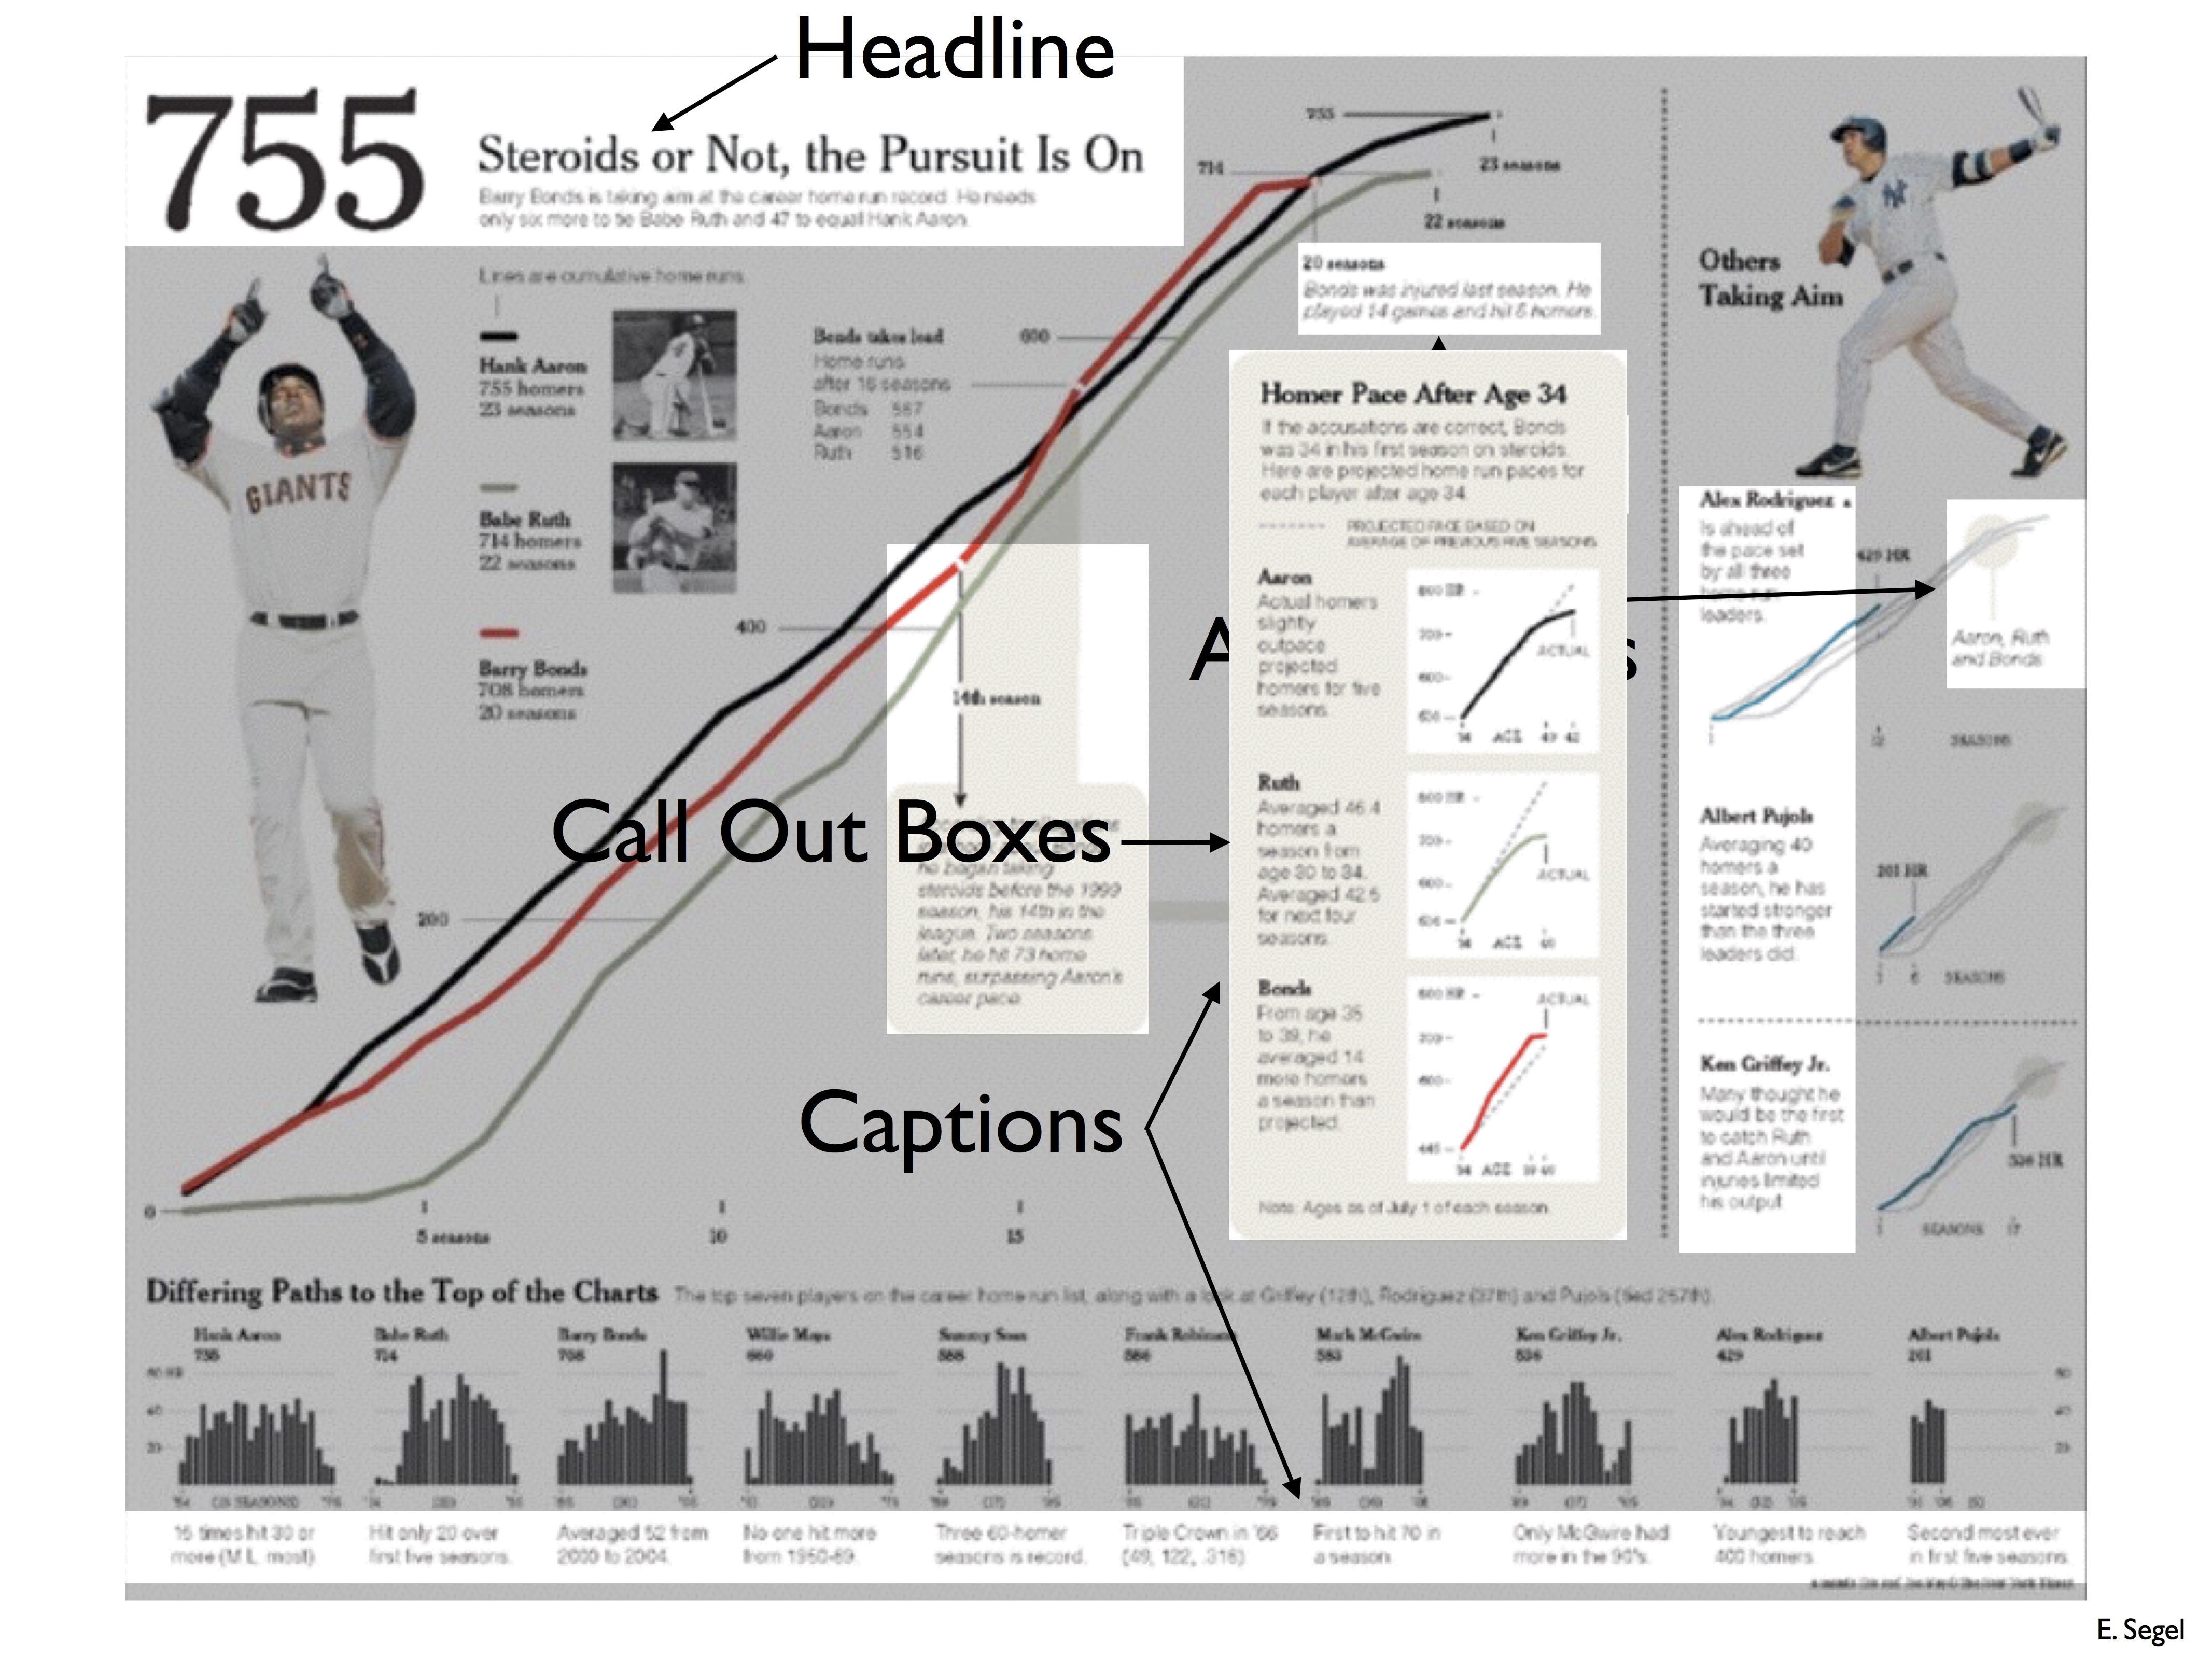 Headline
755
Steroids or Not, the Pursuit Is On
Barry Bonds is taking aim at the career home run record. He needs
only six more to tie Babe Ruth and 47 to equal Hank Aaron.
Lines are cumulative home runs.
Hank Aaron
755 homers
23 seasons
Babe Ruth
714 homers
22 seasons
Barry Bonds
708 homers
20 seasons
GIANTS
Bonds takes lead
Home runs
after 16 seasons
Bonds 567
Aaron 554
Ruth 516
755
23 seasons
714
22 seasons
600
400
200
0
5 seasons
10
15
20 seasons
Bonds was injured last season. He
played 14 games and hit 5 homers.
14th season
Call Out Boxes
he began taking
steroids before the 1999
season, his 14th in the
league. Two seasons
later, he hit 73 home
runs, surpassing Aaron's
career pace.
Captions
Homer Pace After Age 34
If the accusations are correct, Bonds
was 34 in his first season on steroids.
Here are projected home run paces for
each player after age 34.
PROJECTED PACE BASED ON
AVERAGE OF PREVIOUS FIVE SEASONS
Aaron
Actual homers
slighty
outpace
projected
homers for five
seasons.
800 HR
700
600
ACTUAL
34 AGE 40 42
Ruth
Averaged 46.4
homers a
season from
age 30 to 34.
Averaged 42.5
for next four
seasons.
800 HR
700
600
ACTUAL
34 AGE 40
Bonds
From age 35
to 39, he
averaged 14
more homers
a season than
projected.
800 HR
ACTUAL
700
600
445
34 AGE 39 40
Note: Ages as of July 1 of each season.
Others
Taking Aim
Alex Rodriguez
Is ahead of
the pace set
by all three
home run
leaders.
429 HR
Aaron, Ruth
and Bonds
1
12
SEASONS
Albert Pujols
Averaging 40
homers a
season, he has
started stronger
than the three
leaders did.
201 HR
SEASONS
Ken Griffey Jr.
Many thought he
would be the first
to catch Ruth
and Aaron until
injuries limited
his output.
536 HR
1 SEASONS 17
Differing Paths to the Top of the Charts The top seven players on the career home run list, along with a look at Griffey (12th), Rodriguez (37th) and Pujols (tied 257th).
Hank Aaron Babe Ruth Barry Bonds Willie Mays Sammy Sosa Frank Robinson Mark McGwire Ken Griffey Jr. Alex Rodriguez Albert Pujols
755 714 708 660 588 586 583 536 429 201
60 HR 60
40 40
20 20
16 times hit 30 or
more (M.L. most).
Hit only 20 over
first five seasons.
Averaged 52 from
2000 to 2004.
No one hit more
from 1960-69.
Three 60-homer
seasons is record.
Triple Crown in '66
(49, 122, .316)
First to hit 70 in
a season.
Only McGwire had
more in the 90's.
Youngest to reach
400 homers.
Second most ever
in first five seasons.
E. Segel